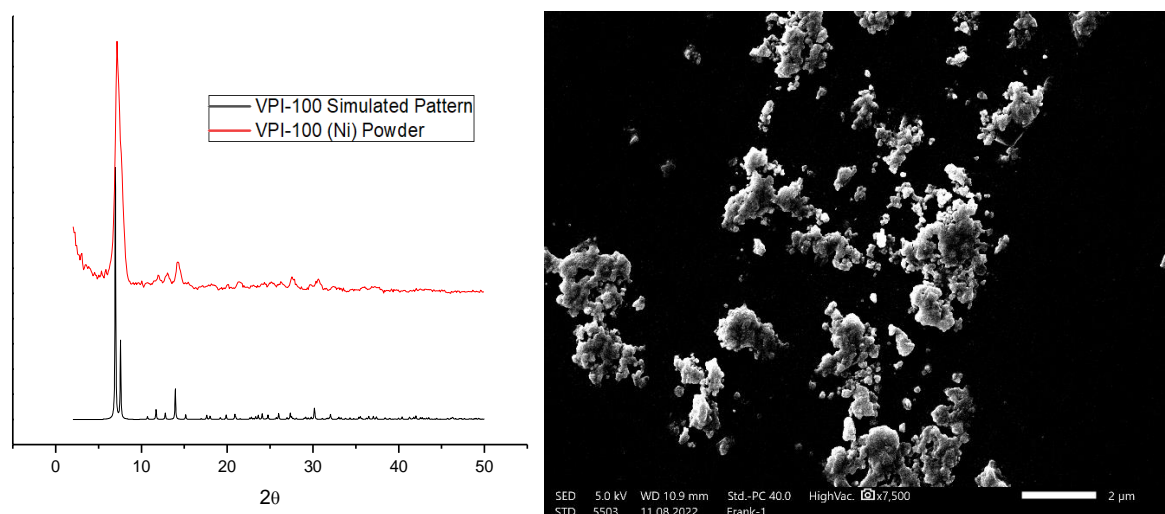 VPI-100 Simulated Pattern
VPI-100 (Ni) Powder
0 10 20 30 40 50
2θ
SED 5.0 kV WD 10.9 mm Std.-PC 40.0 HighVac. x7,500 2 μm
STD 5503 11.08.2022 Frank-1